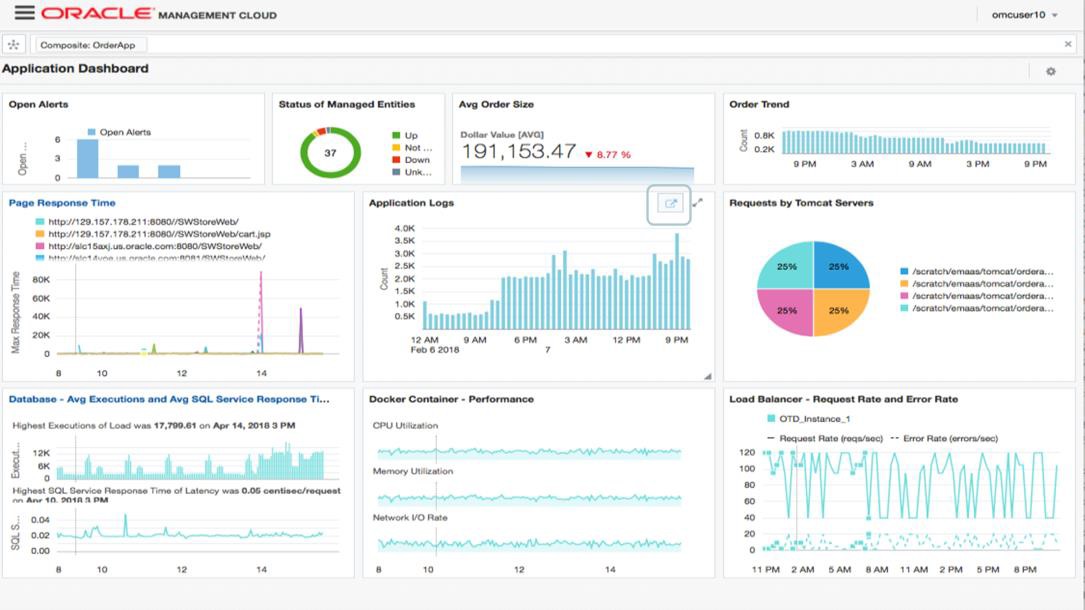 ORACLE MANAGEMENT CLOUD
omcuser10
Composite: OrderApp
Application Dashboard
Open Alerts
Open Alerts
Open ...
6
3
0
Status of Managed Entities
37
Up
Not ...
Down
Unk...
Avg Order Size
Dollar Value [AVG]
191,153.47 ▼ 8.77 %
Order Trend
Count
0.8K
0.2K
9 PM 3 AM 9 AM 3 PM 9 PM
Page Response Time
http://129.157.178.211:8080//SWStoreWeb/
http://129.157.178.211:8080//SWStoreWeb/cart.jsp
http://slc15axj.us.oracle.com:8080/SWStoreWeb/
Max Response Time
80K
60K
40K
20K
0
8 10 12 14
Application Logs
Count
4.0K
3.5K
3.0K
2.5K
2.0K
1.5K
1.0K
0.5K
12 AM 9 AM 6 PM 3 AM 12 PM 9 PM
Feb 6 2018 7
Requests by Tomcat Servers
25% 25%
25% 25%
/scratch/emaas/tomcat/ordera...
/scratch/emaas/tomcat/ordera...
/scratch/emaas/tomcat/ordera...
/scratch/emaas/tomcat/ordera...
Database - Avg Executions and Avg SQL Service Response Ti...
Highest Executions of Load was 17,799.61 on Apr 14, 2018 3 PM
Execut...
12K
6K
0
Highest SQL Service Response Time of Latency was 0.05 centisec/request
on Apr 10, 2018 3 PM
SQL S...
0.04
0.02
0.00
8 10 12 14
Docker Container - Performance
CPU Utilization
Memory Utilization
Network I/O Rate
8 10 12 14
Load Balancer - Request Rate and Error Rate
OTD_Instance_1
Request Rate (reqs/sec) Error Rate (errors/sec)
120
100
80
60
40
20
0
11 PM 2 AM 5 AM 8 AM 11 AM 2 PM 5 PM 8 PM